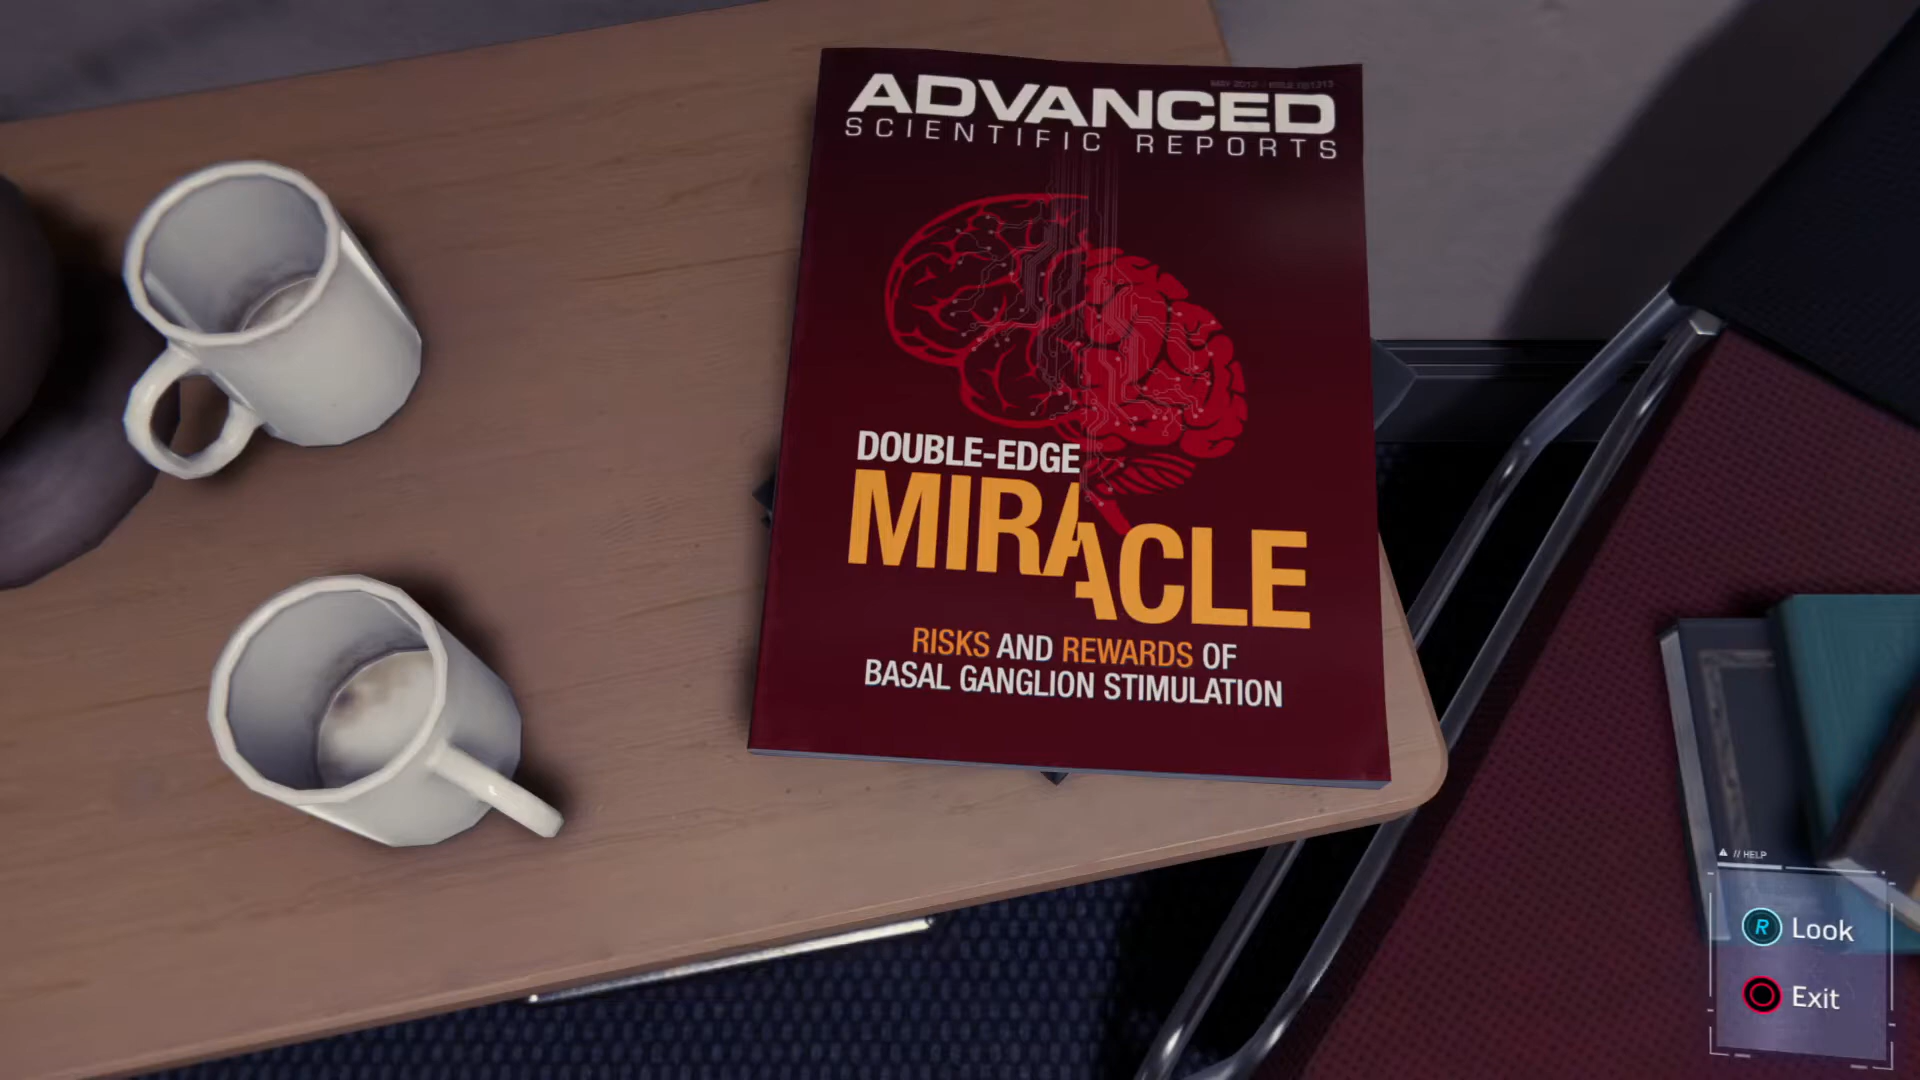 ADVANCED
SCIENTIFIC REPORTS
DOUBLE-EDGE
MIRACLE
RISKS AND REWARDS OF
BASAL GANGLION STIMULATION
// HELP
R Look
Exit